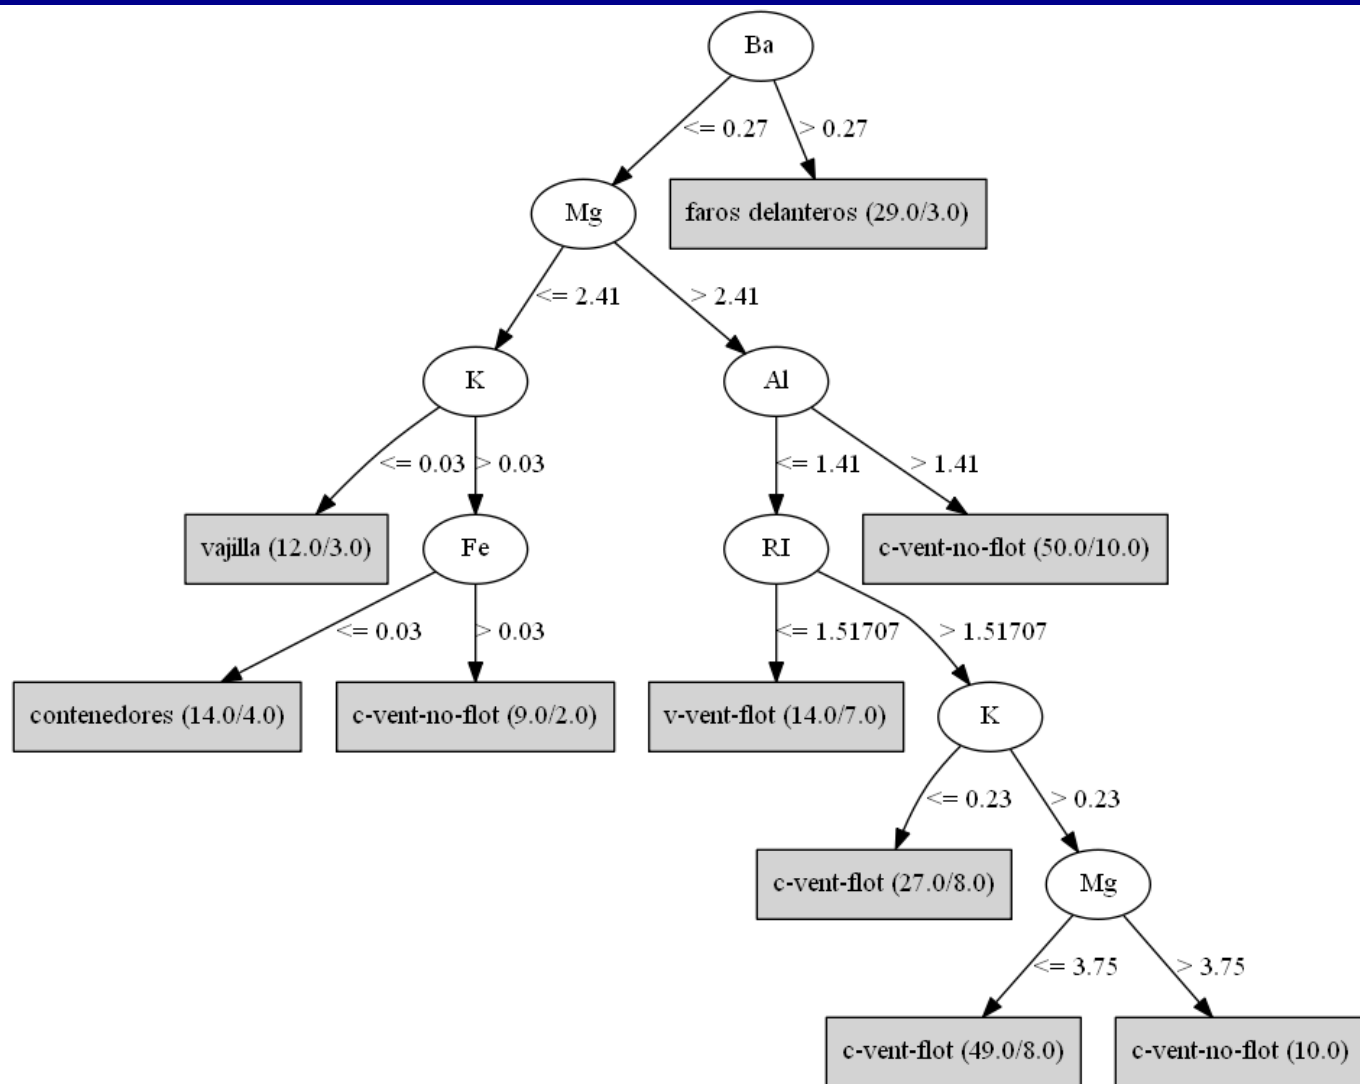 Ba
<= 0.27
> 0.27
Mg
faros delanteros (29.0/3.0)
<= 2.41
> 2.41
K
Al
<= 0.03
> 0.03
<= 1.41
> 1.41
vajilla (12.0/3.0)
Fe
RI
c-vent-no-flot (50.0/10.0)
<= 0.03
> 0.03
<= 1.51707
> 1.51707
contenedores (14.0/4.0)
c-vent-no-flot (9.0/2.0)
v-vent-flot (14.0/7.0)
K
<= 0.23
> 0.23
c-vent-flot (27.0/8.0)
Mg
<= 3.75
> 3.75
c-vent-flot (49.0/8.0)
c-vent-no-flot (10.0)